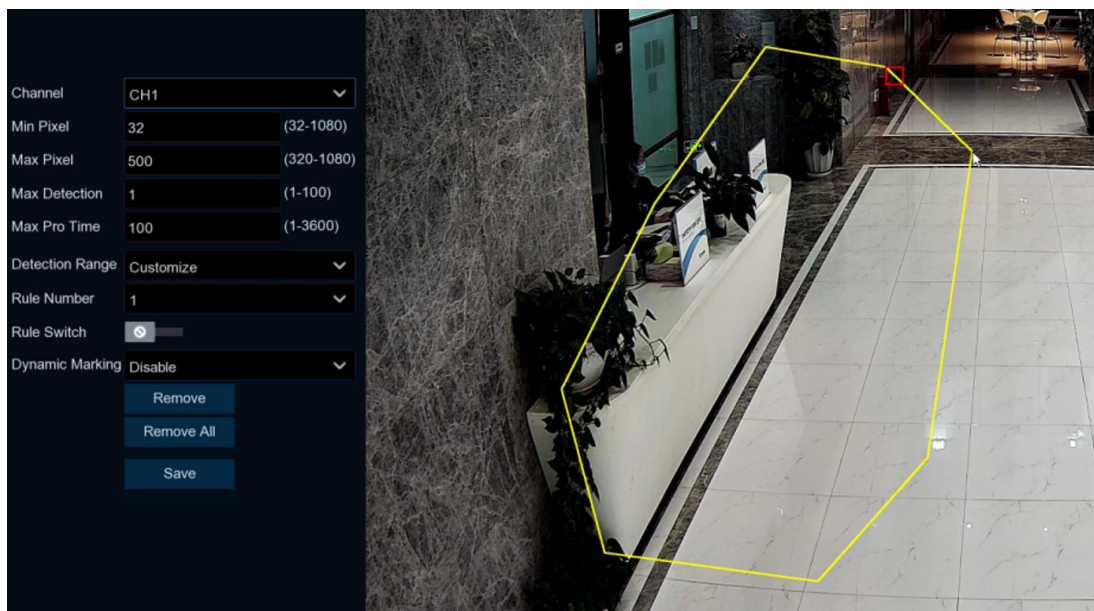 Channel CH1
Min Pixel 32 (32-1080)
Max Pixel 500 (320-1080)
Max Detection 1 (1-100)
Max Pro Time 100 (1-3600)
Detection Range Customize
Rule Number 1
Rule Switch
Dynamic Marking Disable
Remove
Remove All
Save